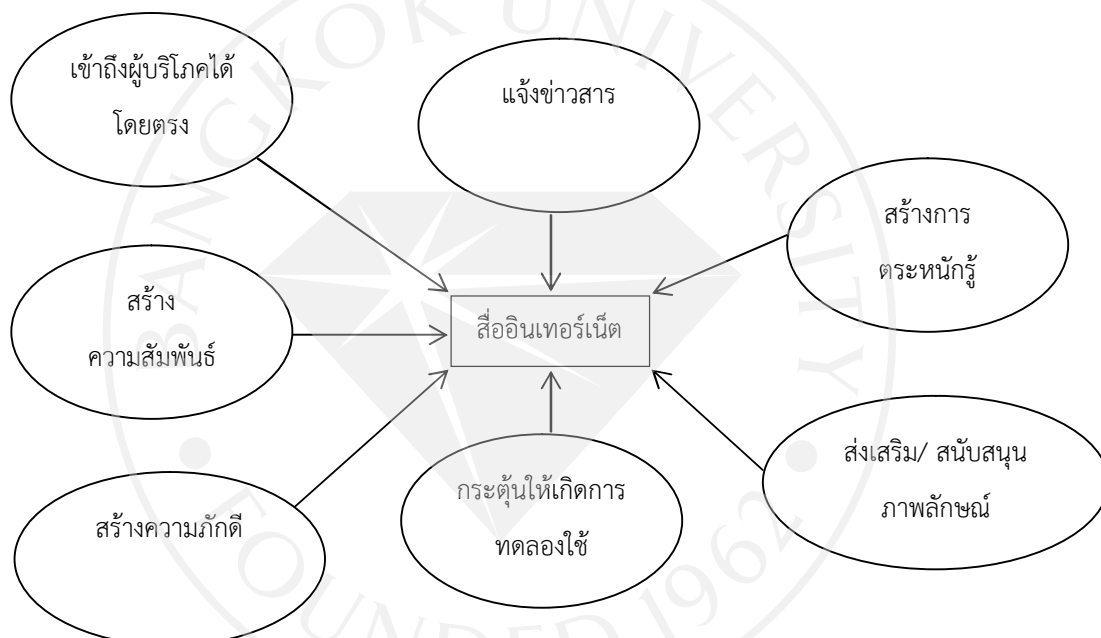 เข้าถึงผู้บริโภคได้
โดยตรง
แจ้งข่าวสาร
สร้างการ
ตระหนักรู้
สร้าง
ความสัมพันธ์
สื่ออินเทอร์เน็ต
ส่งเสริม/ สนับสนุน
ภาพลักษณ์
กระตุ้นให้เกิดการ
ทดลองใช้
สร้างความภักดี
BANGKOK UNIVERSITY
FOUNDED 1962